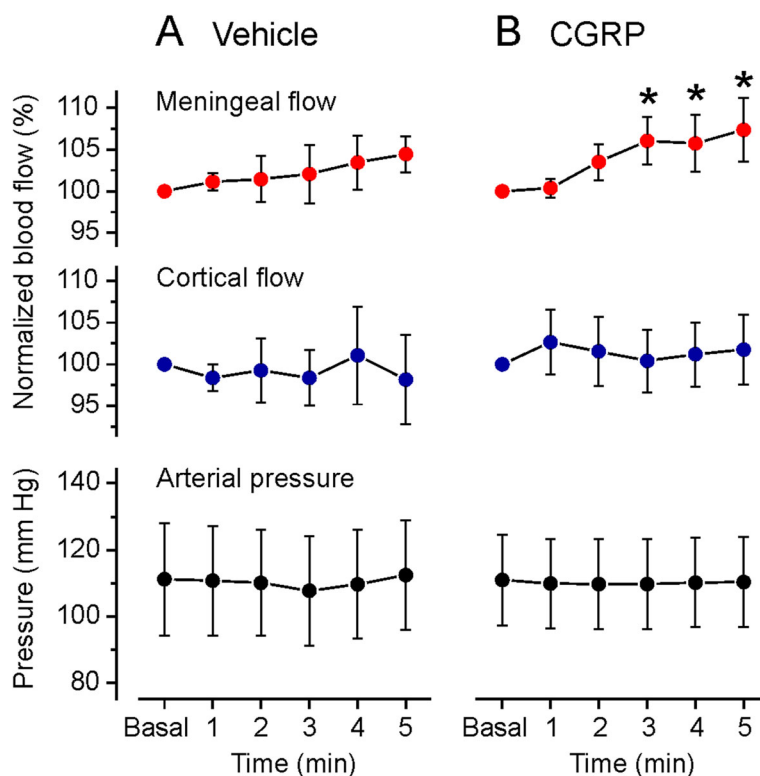 A Vehicle
B CGRP
* * *
Normalized blood flow (%)
Meningeal flow
110
105
100
95
Cortical flow
110
105
100
95
Pressure (mm Hg)
Arterial pressure
140
120
100
80
Basal 1 2 3 4 5
Basal 1 2 3 4 5
Time (min)
Time (min)